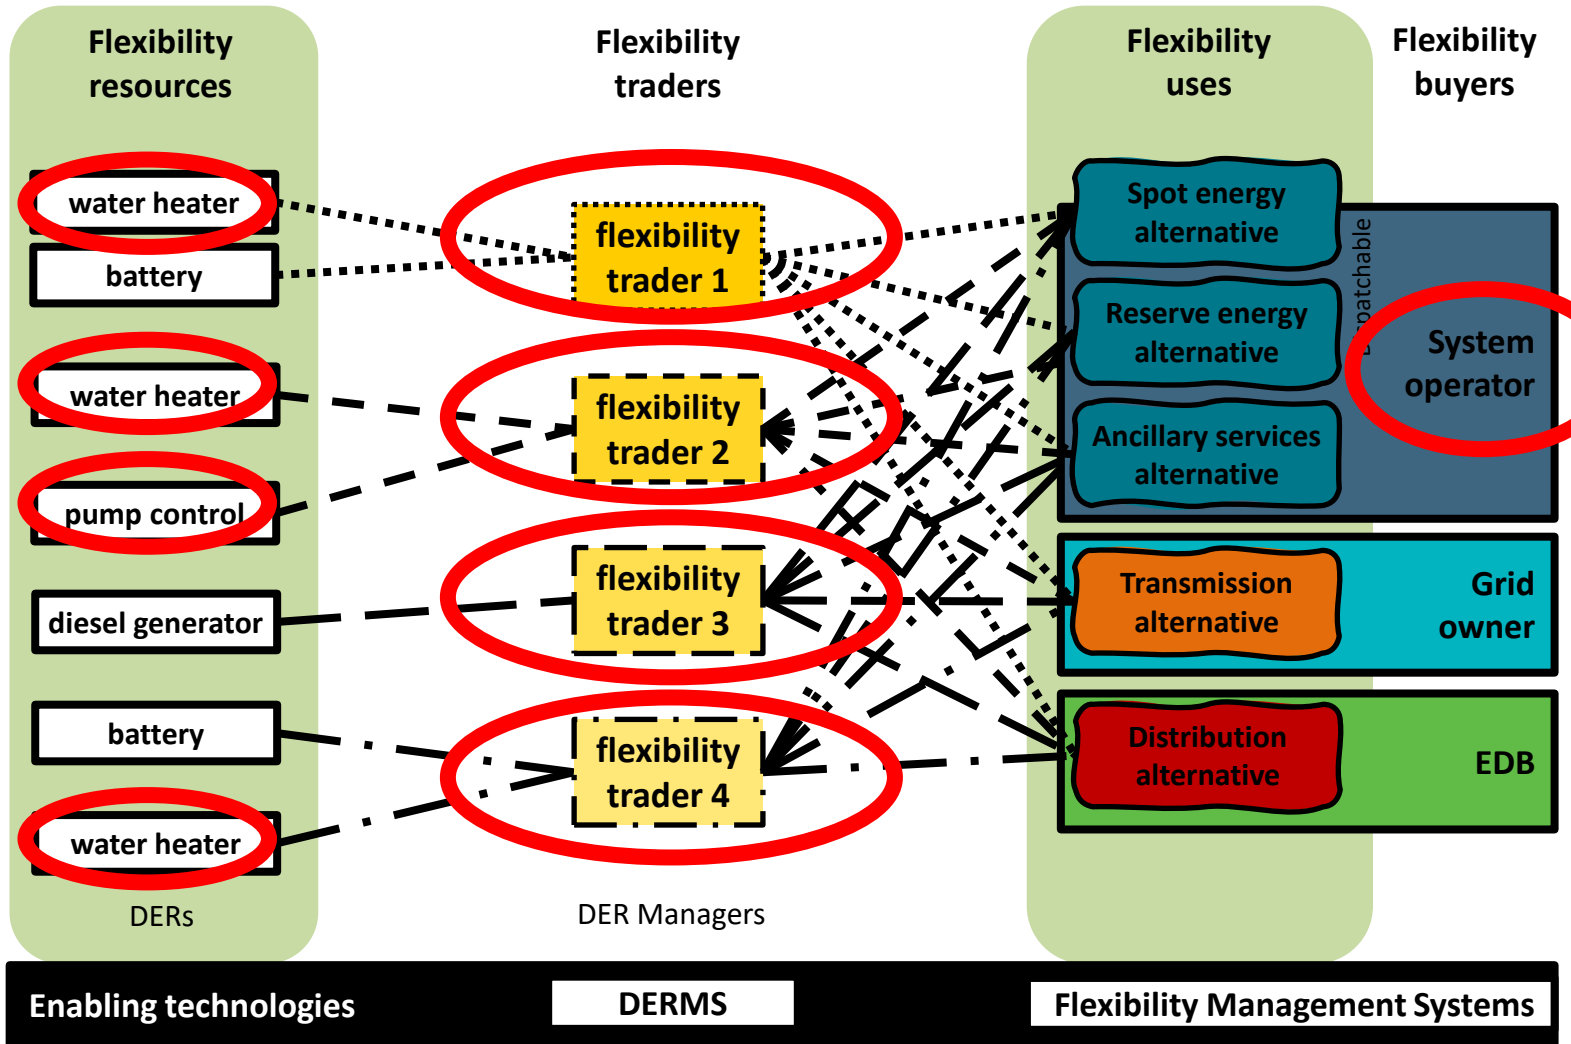 Flexibility
resources
Flexibility
traders
Flexibility
uses
Flexibility
buyers
water heater
battery
water heater
pump control
diesel generator
battery
water heater
DERs
flexibility
trader 1
flexibility
trader 2
flexibility
trader 3
flexibility
trader 4
DER Managers
Spot energy
alternative
Reserve energy
alternative
Ancillary services
alternative
Dispatchable
System
operator
Transmission
alternative
Grid
owner
Distribution
alternative
EDB
Enabling technologies
DERMS
Flexibility Management Systems